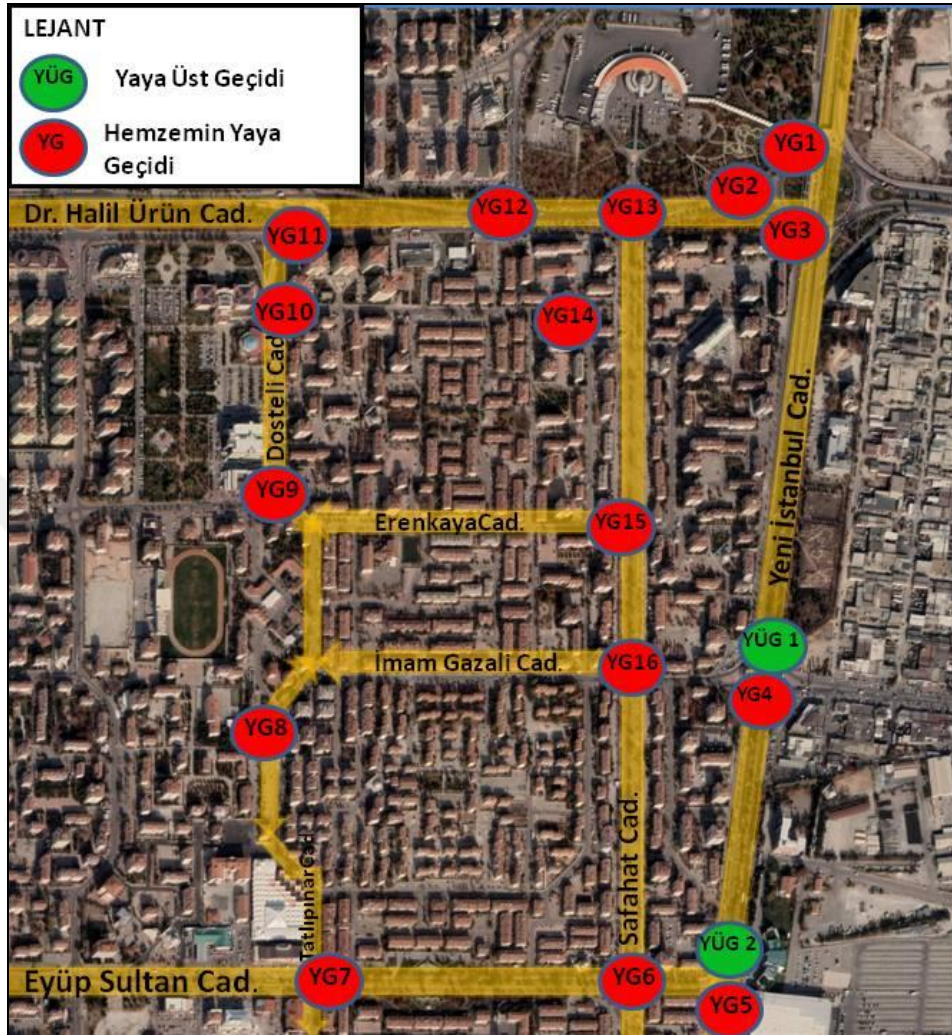 LEJANT
YÜG Yaya Üst Geçidi
YG Hemzemin Yaya
Geçidi
YG1
YG2
Dr. Halil Ürün Cad.
YG12
YG13
YG3
YG11
YG10
YG14
Dosteli Cad
Yeni İstanbul Cad.
YG9
ErenkayaCad.
YG15
YÜG 1
İmam Gazali Cad.
YG16
YG4
YG8
Safahat Cad.
TatlıpınarCad
YÜG 2
Eyüp Sultan Cad.
YG7
YG6
YG5